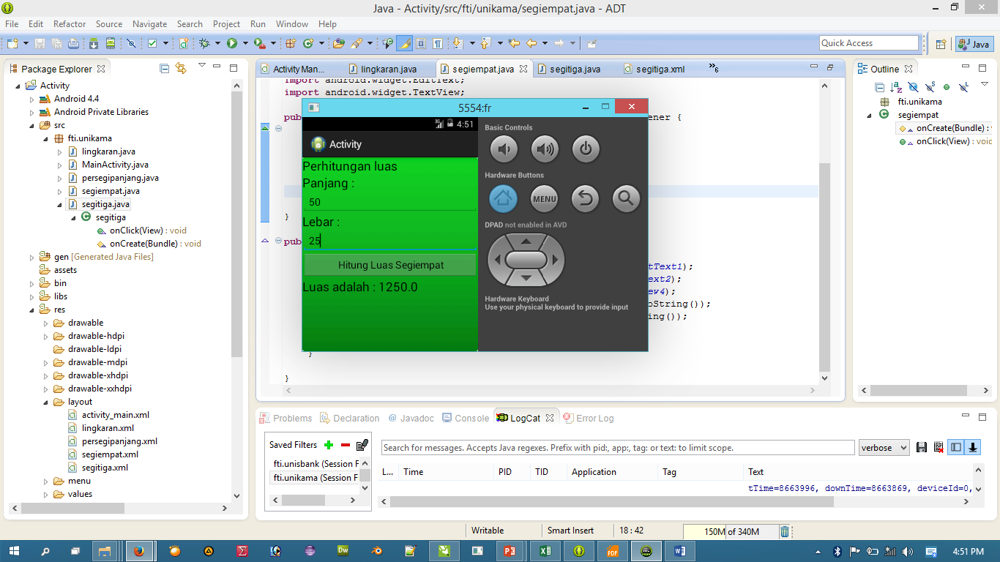 Java - Activity/src/fti/unikama/segiempat.java - ADT
File Edit Refactor Source Navigate Search Project Run Window Help
Quick Access
Java
Package Explorer
Activity
Android 4.4
Android Private Libraries
src
fti.unikama
lingkaran.java
MainActivity.java
persegipanjang.java
segiempat.java
segitiga.java
segitiga
onClick(View) : void
onCreate(Bundle) : void
gen [Generated Java Files]
assets
bin
libs
res
drawable
drawable-hdpi
drawable-ldpi
drawable-mdpi
drawable-xhdpi
drawable-xxhdpi
layout
activity_main.xml
lingkaran.xml
persegipanjang.xml
segiempat.xml
segitiga.xml
menu
values
Activity Man... lingkaran.java segiempat.java segitiga.java segitiga.xml »6
import android.widget.EditText;
import android.widget.TextView;
pub
ener {
}
pub
tText1);
ext2);
ew4);
oString());
ing());
}
}
5554:fr
3G 4:51
Activity
Perhitungan luas
Panjang :
50
Lebar :
25
Hitung Luas Segiempat
Luas adalah : 1250.0
Basic Controls
Hardware Buttons
MENU
DPAD not enabled in AVD
Hardware Keyboard
Use your physical keyboard to provide input
Outline
fti.unikama
segiempat
onCreate(Bundle) :
onClick(View) : void
Problems Declaration @ Javadoc Console LogCat Error Log
Saved Filters
fti.unisbank (Session F
fti.unikama (Session F
Search for messages. Accepts Java regexes. Prefix with pid:, app:, tag: or text: to limit scope.
verbose
L... Time PID TID Application Tag Text
tTime=8663996, downTime=8663869, deviceId=0,
Writable Smart Insert 18 : 42 150M of 340M
4:51 PM